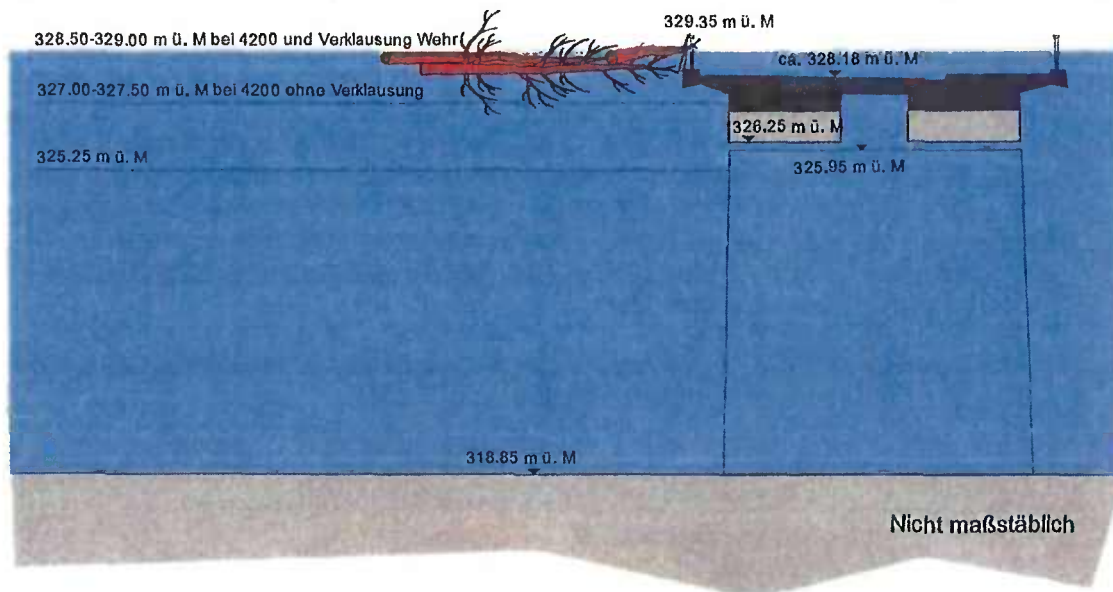 329.35 m ü. M
328.50-329.00 m ü. M bei 4200 und Verklausung Wehr
ca. 328.18 m ü. M
327.00-327.50 m ü. M bei 4200 ohne Verklausung
326.25 m ü. M
325.25 m ü. M
325.95 m ü. M
318.85 m ü. M
Nicht maßstäblich